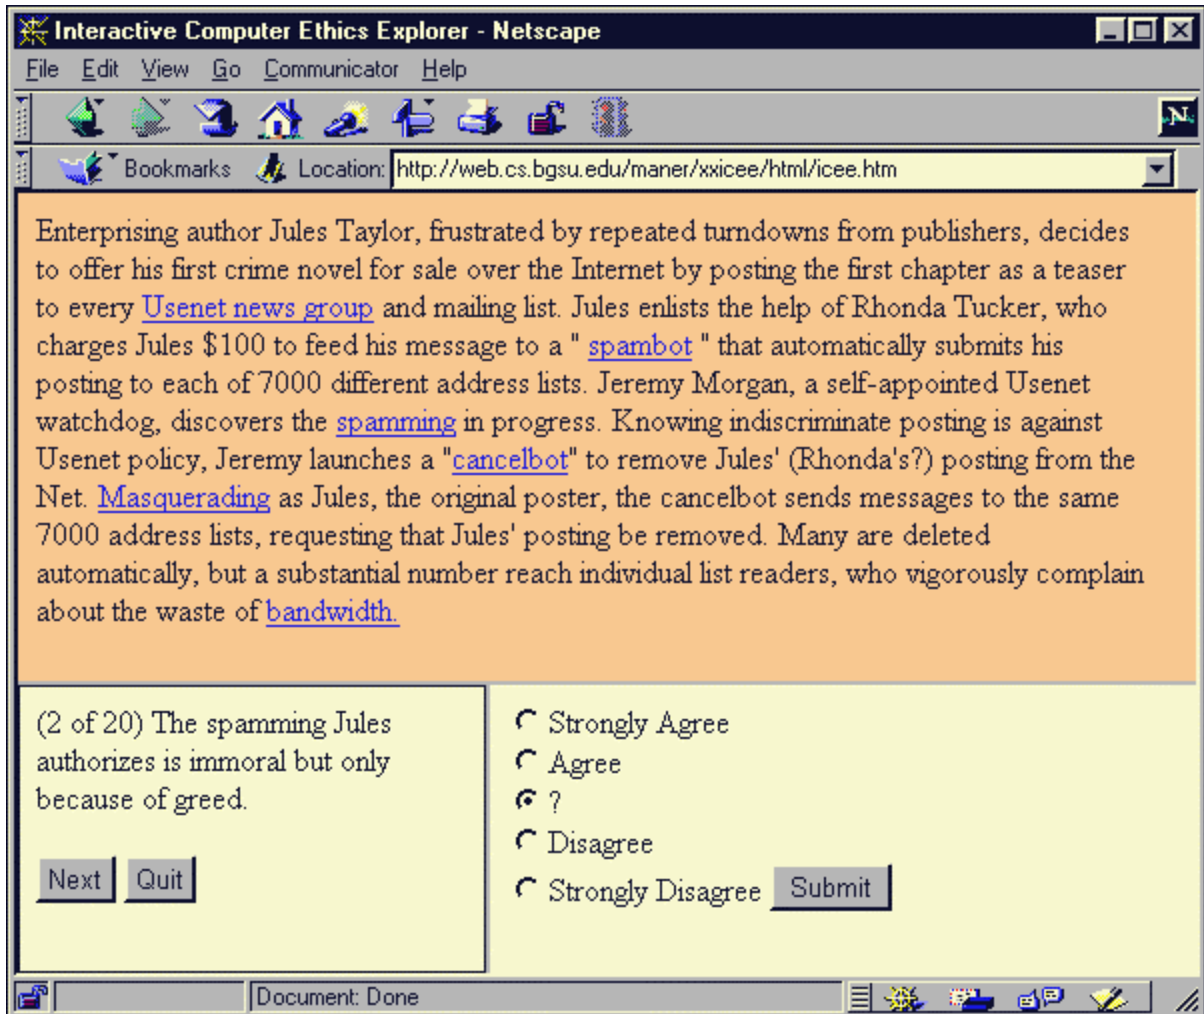 Interactive Computer Ethics Explorer - Netscape
File Edit View Go Communicator Help
N
Bookmarks Location: http://web.cs.bgsu.edu/maner/xxicee/html/icee.htm
Enterprising author Jules Taylor, frustrated by repeated turndowns from publishers, decides
to offer his first crime novel for sale over the Internet by posting the first chapter as a teaser
to every Usenet news group and mailing list. Jules enlists the help of Rhonda Tucker, who
charges Jules $100 to feed his message to a " spambot " that automatically submits his
posting to each of 7000 different address lists. Jeremy Morgan, a self-appointed Usenet
watchdog, discovers the spamming in progress. Knowing indiscriminate posting is against
Usenet policy, Jeremy launches a "cancelbot" to remove Jules' (Rhonda's?) posting from the
Net. Masquerading as Jules, the original poster, the cancelbot sends messages to the same
7000 address lists, requesting that Jules' posting be removed. Many are deleted
automatically, but a substantial number reach individual list readers, who vigorously complain
about the waste of bandwidth.
(2 of 20) The spamming Jules
authorizes is immoral but only
because of greed.
Next Quit
Strongly Agree
Agree
?
Disagree
Strongly Disagree Submit
Document: Done